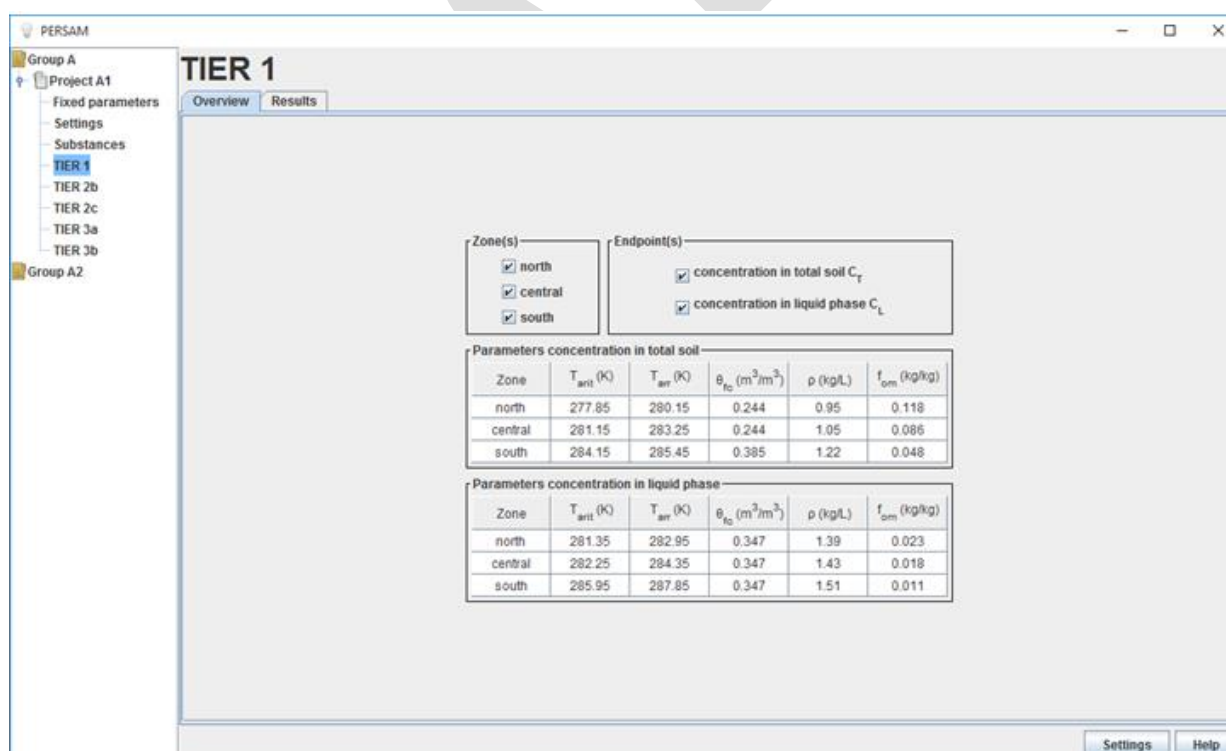 PERSAM
Group A
Project A1
Fixed parameters
Settings
Substances
TIER 1
TIER 2b
TIER 2c
TIER 3a
TIER 3b
Group A2
TIER 1
Overview Results
Zone(s)
north
central
south
Endpoint(s)
concentration in total soil C_T
concentration in liquid phase C_L
Parameters concentration in total soil
Zone T_arit (K) T_arr (K) θ_fc (m³/m³) ρ (kg/L) f_om (kg/kg)
north 277.85 280.15 0.244 0.95 0.118
central 281.15 283.25 0.244 1.05 0.086
south 284.15 285.45 0.385 1.22 0.048
Parameters concentration in liquid phase
Zone T_arit (K) T_arr (K) θ_fc (m³/m³) ρ (kg/L) f_om (kg/kg)
north 281.35 282.95 0.347 1.39 0.023
central 282.25 284.35 0.347 1.43 0.018
south 285.95 287.85 0.347 1.51 0.011
Settings Help